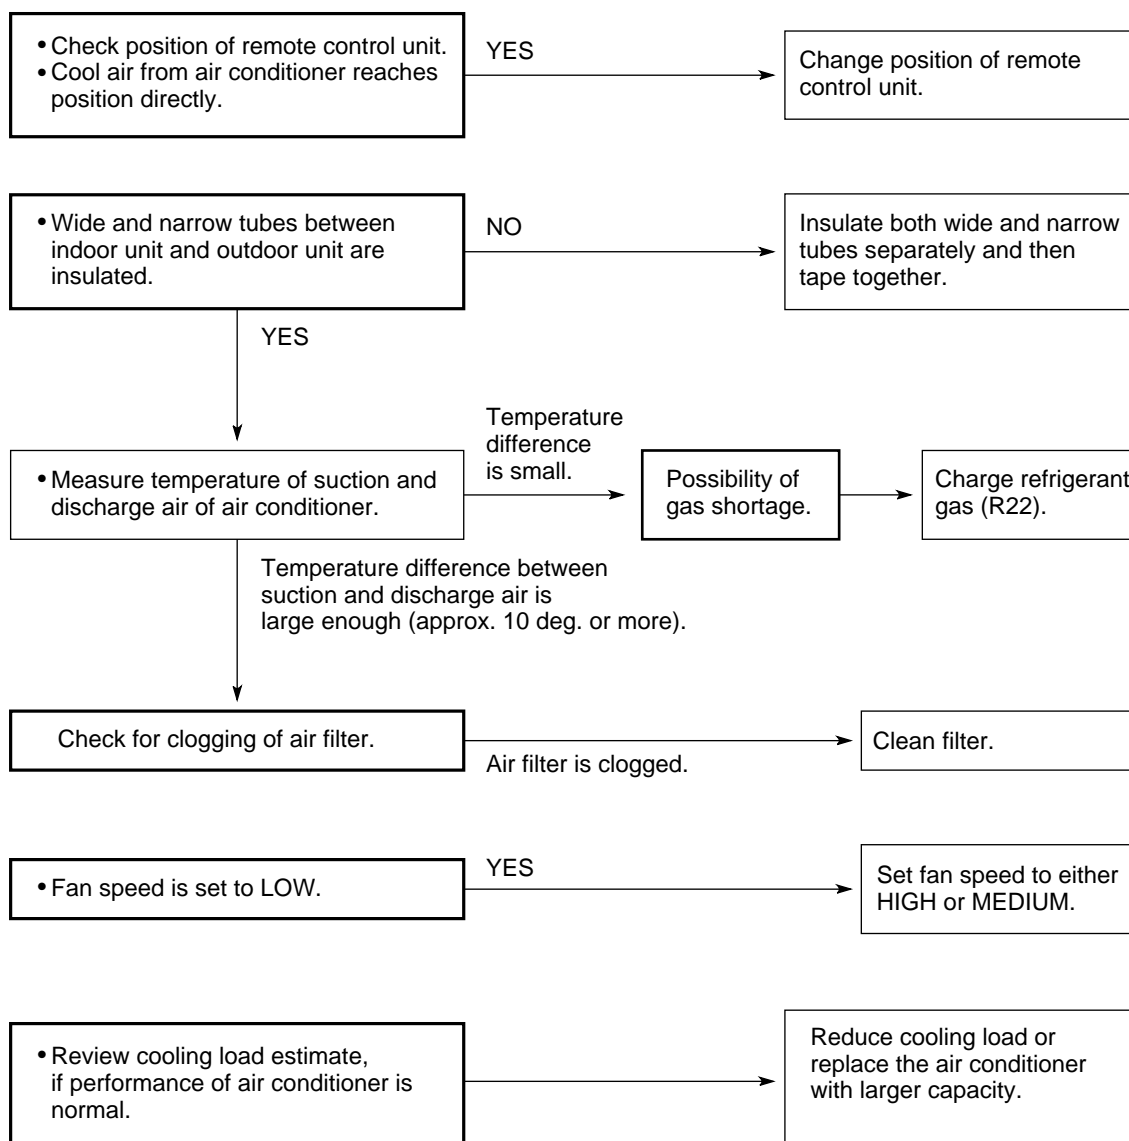 • Check position of remote control unit.
• Cool air from air conditioner reaches
position directly.
YES
Change position of remote
control unit.
• Wide and narrow tubes between
indoor unit and outdoor unit are
insulated.
NO
Insulate both wide and narrow
tubes separately and then
tape together.
YES
• Measure temperature of suction and
discharge air of air conditioner.
Temperature
difference
is small.
Possibility of
gas shortage.
Charge refrigerant
gas (R22).
Temperature difference between
suction and discharge air is
large enough (approx. 10 deg. or more).
Check for clogging of air filter.
Air filter is clogged.
Clean filter.
• Fan speed is set to LOW.
YES
Set fan speed to either
HIGH or MEDIUM.
• Review cooling load estimate,
if performance of air conditioner is
normal.
Reduce cooling load or
replace the air conditioner
with larger capacity.